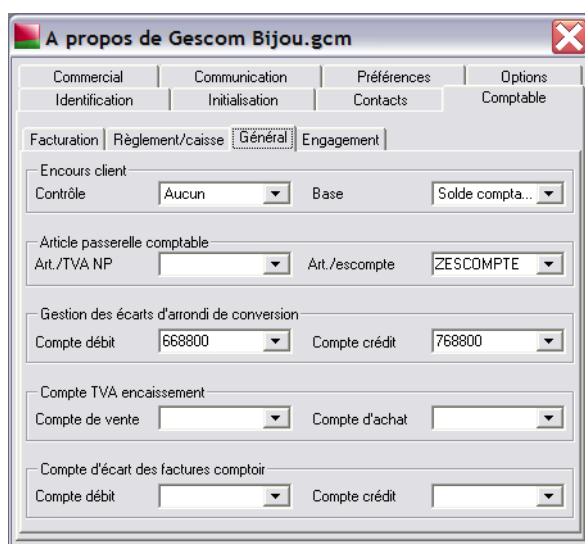 A propos de Gescom Bijou.gcm
Commercial Communication Préférences Options
Identification Initialisation Contacts Comptable
Facturation Règlement/caisse Général Engagement
Encours client
Contrôle Aucun Base Solde compta...
Article passerelle comptable
Art./TVA NP Art./escompte ZESCOMPTE
Gestion des écarts d'arrondi de conversion
Compte débit 668800 Compte crédit 768800
Compte TVA encaissement
Compte de vente Compte d'achat
Compte d'écart des factures comptoir
Compte débit Compte crédit